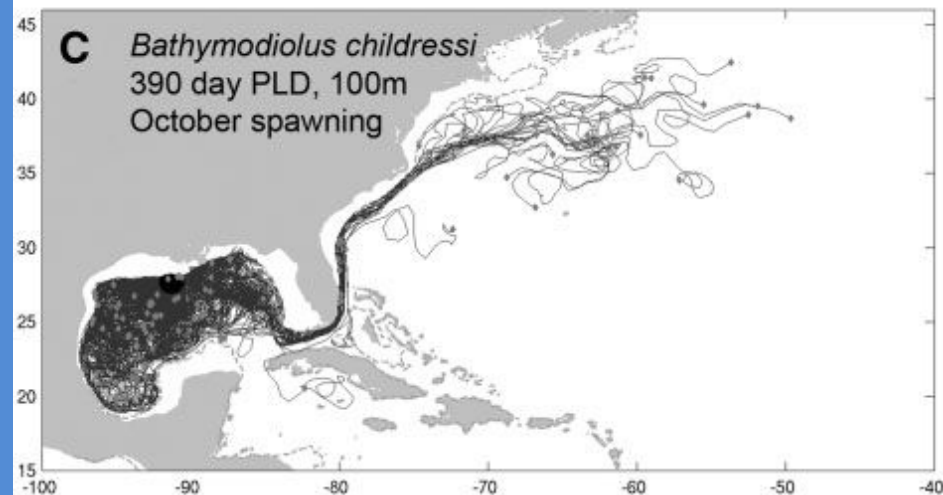 C Bathymodiolus childressi
390 day PLD, 100m
October spawning
45
40
35
30
25
20
15
-100 -90 -80 -70 -60 -50 -40